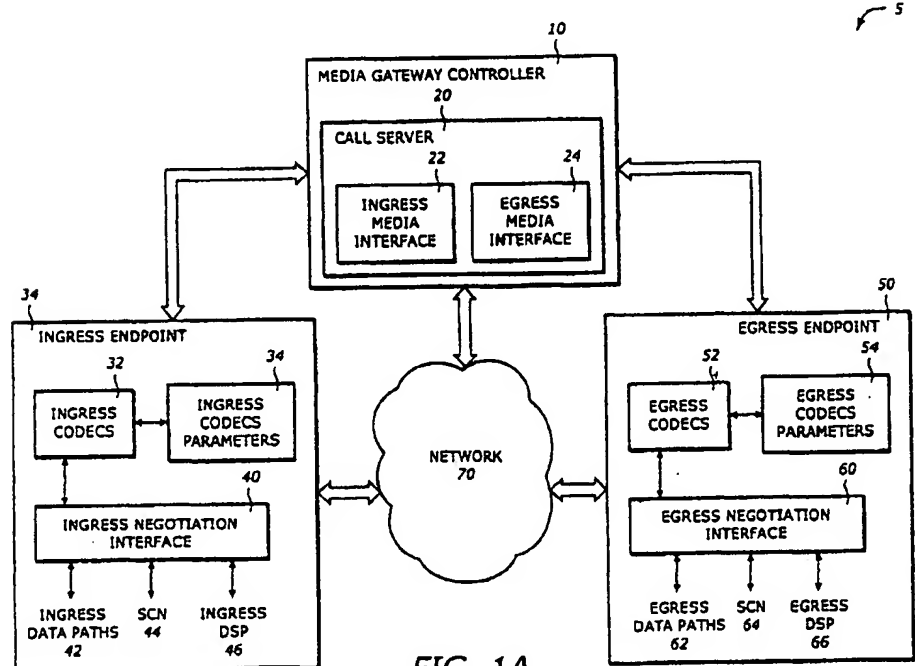 5
10
MEDIA GATEWAY CONTROLLER
20
CALL SERVER
22
INGRESS
MEDIA
INTERFACE
24
EGRESS
MEDIA
INTERFACE
34
INGRESS ENDPOINT
32
INGRESS
CODECS
34
INGRESS
CODECS
PARAMETERS
40
INGRESS NEGOTIATION
INTERFACE
INGRESS
DATA PATHS
42
SCN
44
INGRESS
DSP
46
NETWORK
70
50
EGRESS ENDPOINT
52
EGRESS
CODECS
54
EGRESS
CODECS
PARAMETERS
60
EGRESS NEGOTIATION
INTERFACE
EGRESS
DATA PATHS
62
SCN
64
EGRESS
DSP
66
FIG. 1A